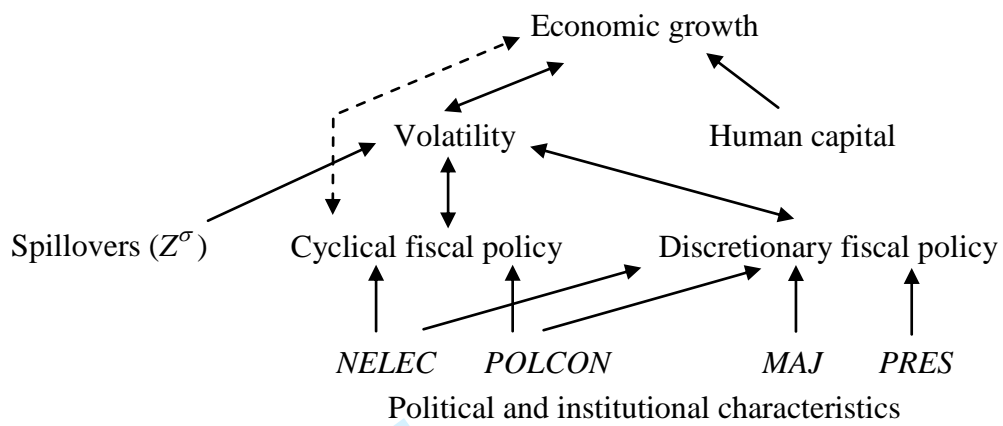 Economic growth
Volatility Human capital
Spillovers (Z^σ) Cyclical fiscal policy Discretionary fiscal policy
NELEC POLCON MAJ PRES
Political and institutional characteristics